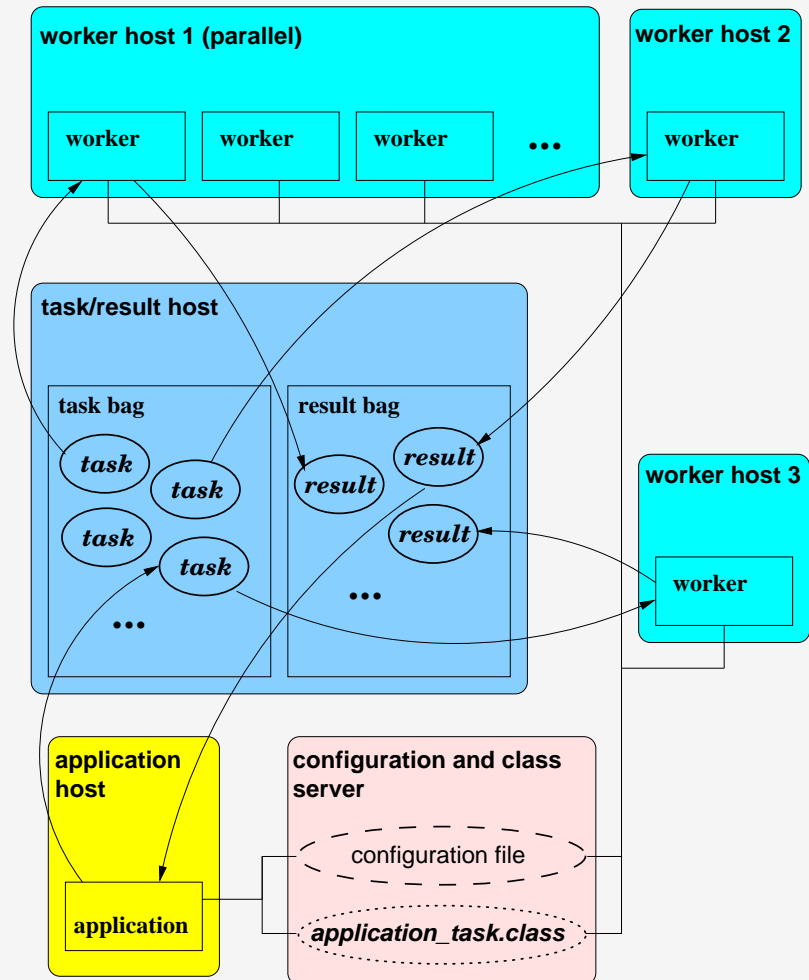 worker host 1 (parallel)
worker
worker
worker
...
worker host 2
worker
task/result host
task bag
task
task
task
task
...
result bag
result
result
result
...
worker host 3
worker
application
host
application
configuration and class
server
configuration file
application_task.class